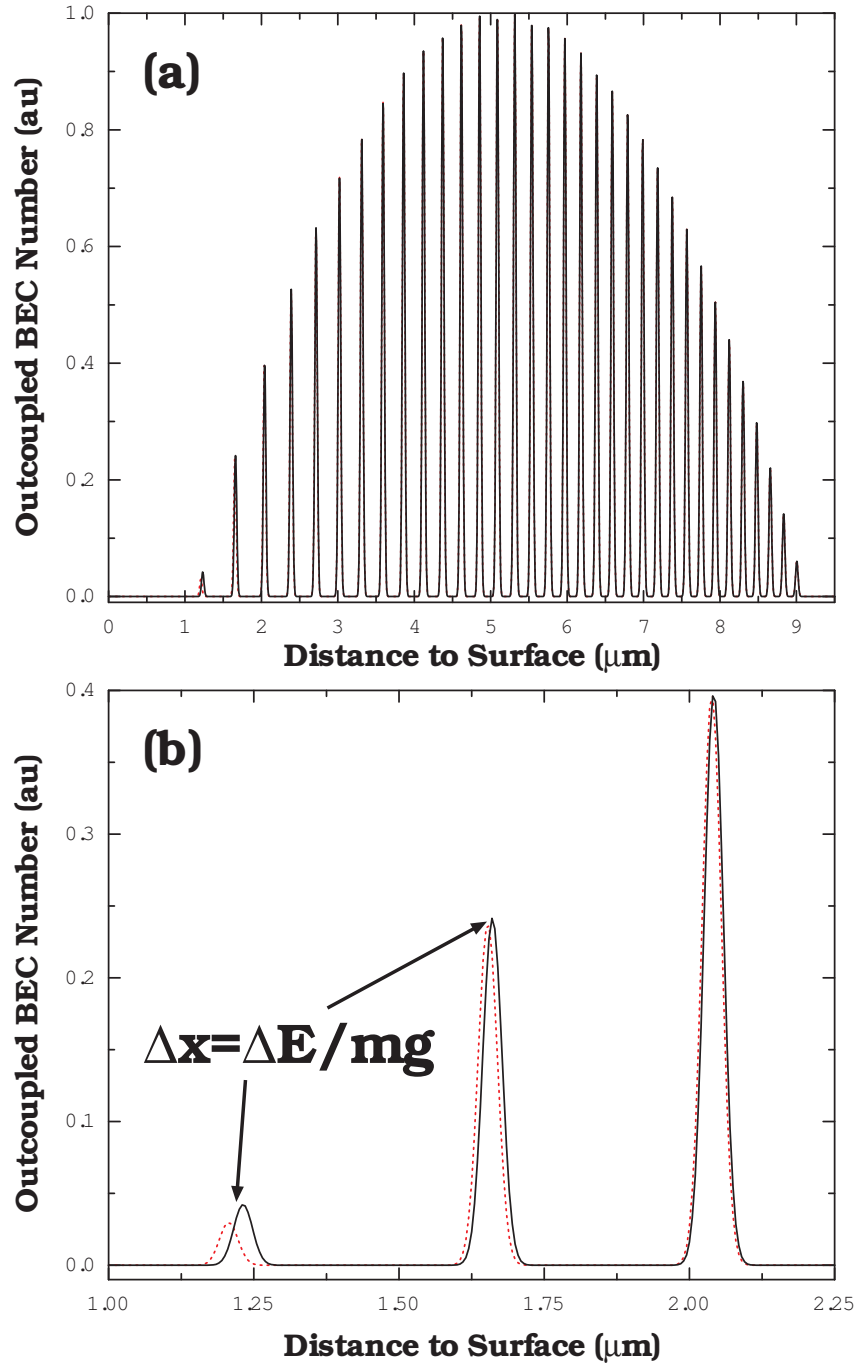 (a)
Outcoupled BEC Number (au)
1.0
0.8
0.6
0.4
0.2
0.0
0 1 2 3 4 5 6 7 8 9
Distance to Surface (μm)
(b)
Outcoupled BEC Number (au)
0.4
0.3
0.2
0.1
0.0
Δx=ΔE/mg
1.00 1.25 1.50 1.75 2.00 2.25
Distance to Surface (μm)